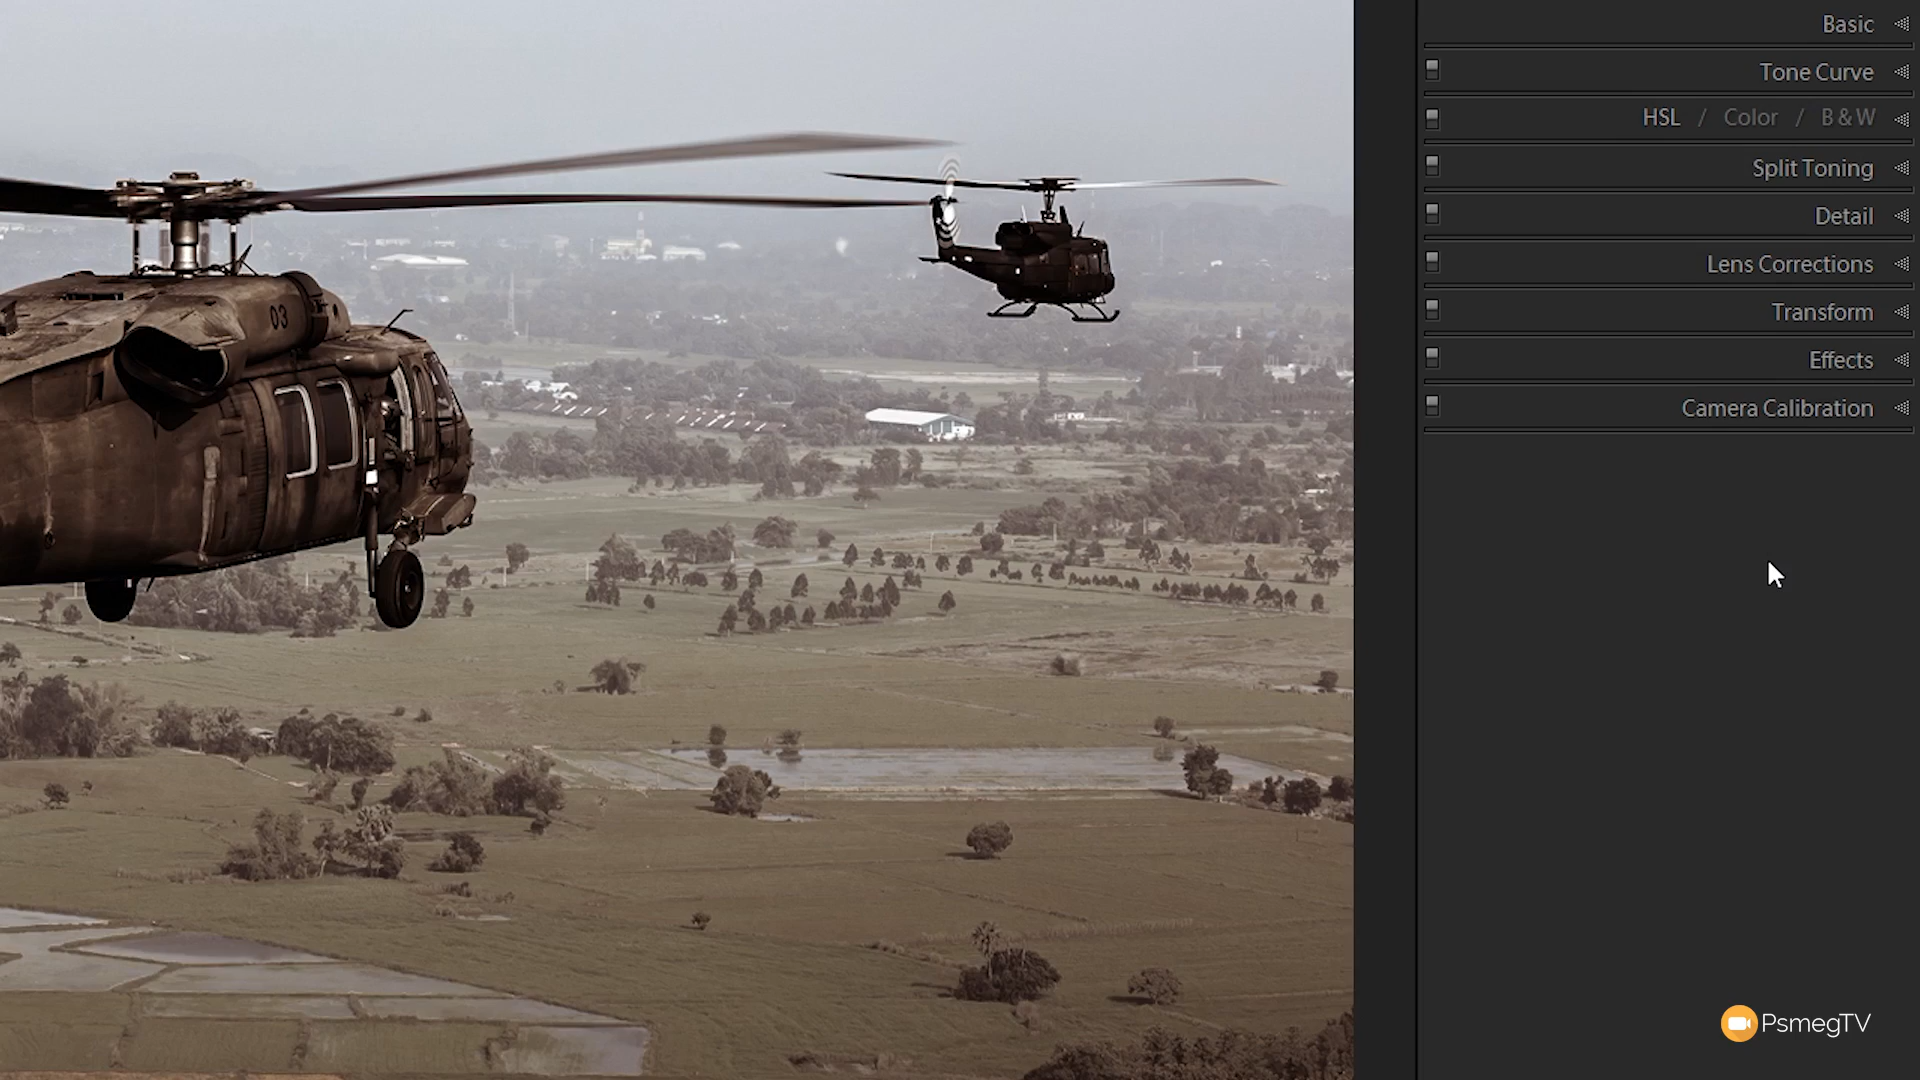 Basic
Tone Curve
HSL / Color / B & W
Split Toning
Detail
Lens Corrections
Transform
Effects
Camera Calibration
03
PsmegTV